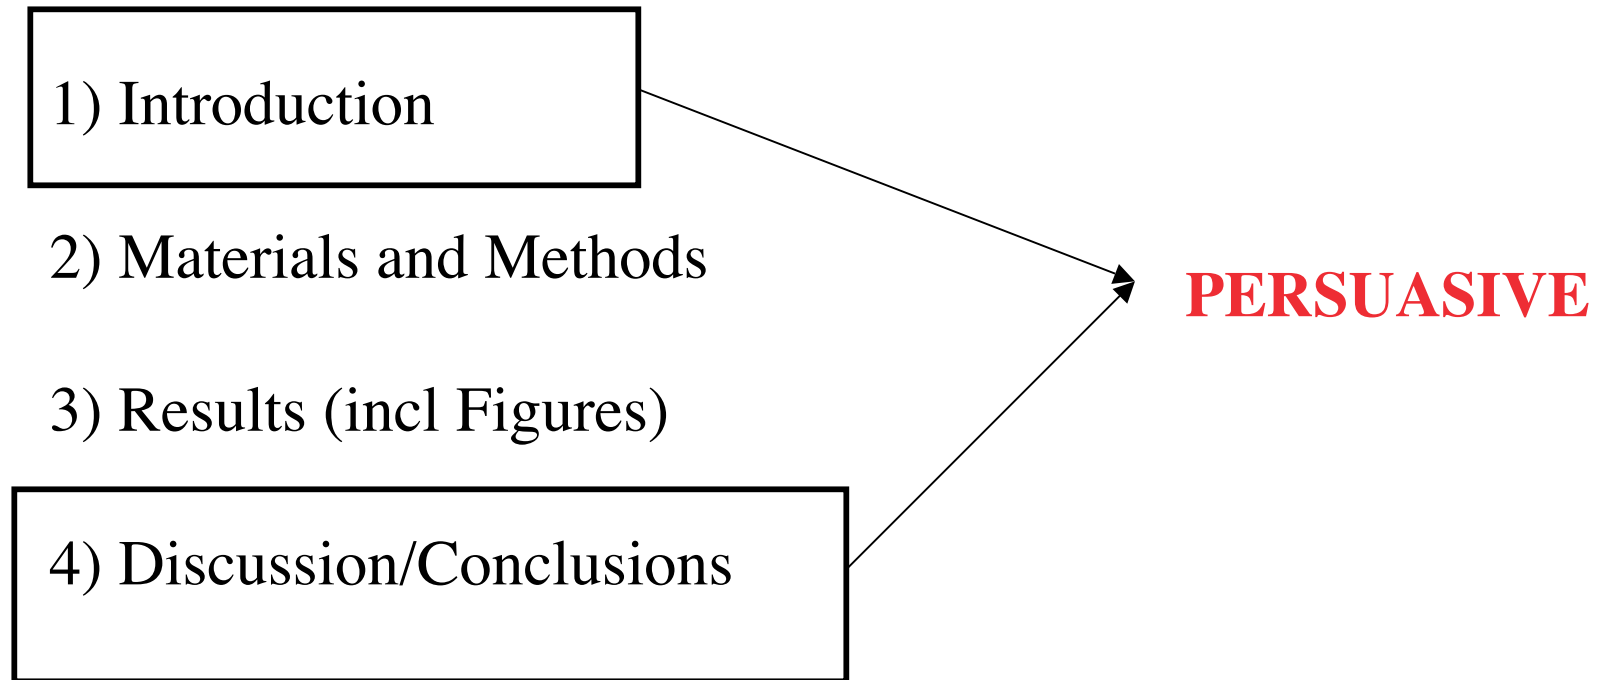 1) Introduction
2) Materials and Methods
PERSUASIVE
3) Results (incl Figures)
4) Discussion/Conclusions